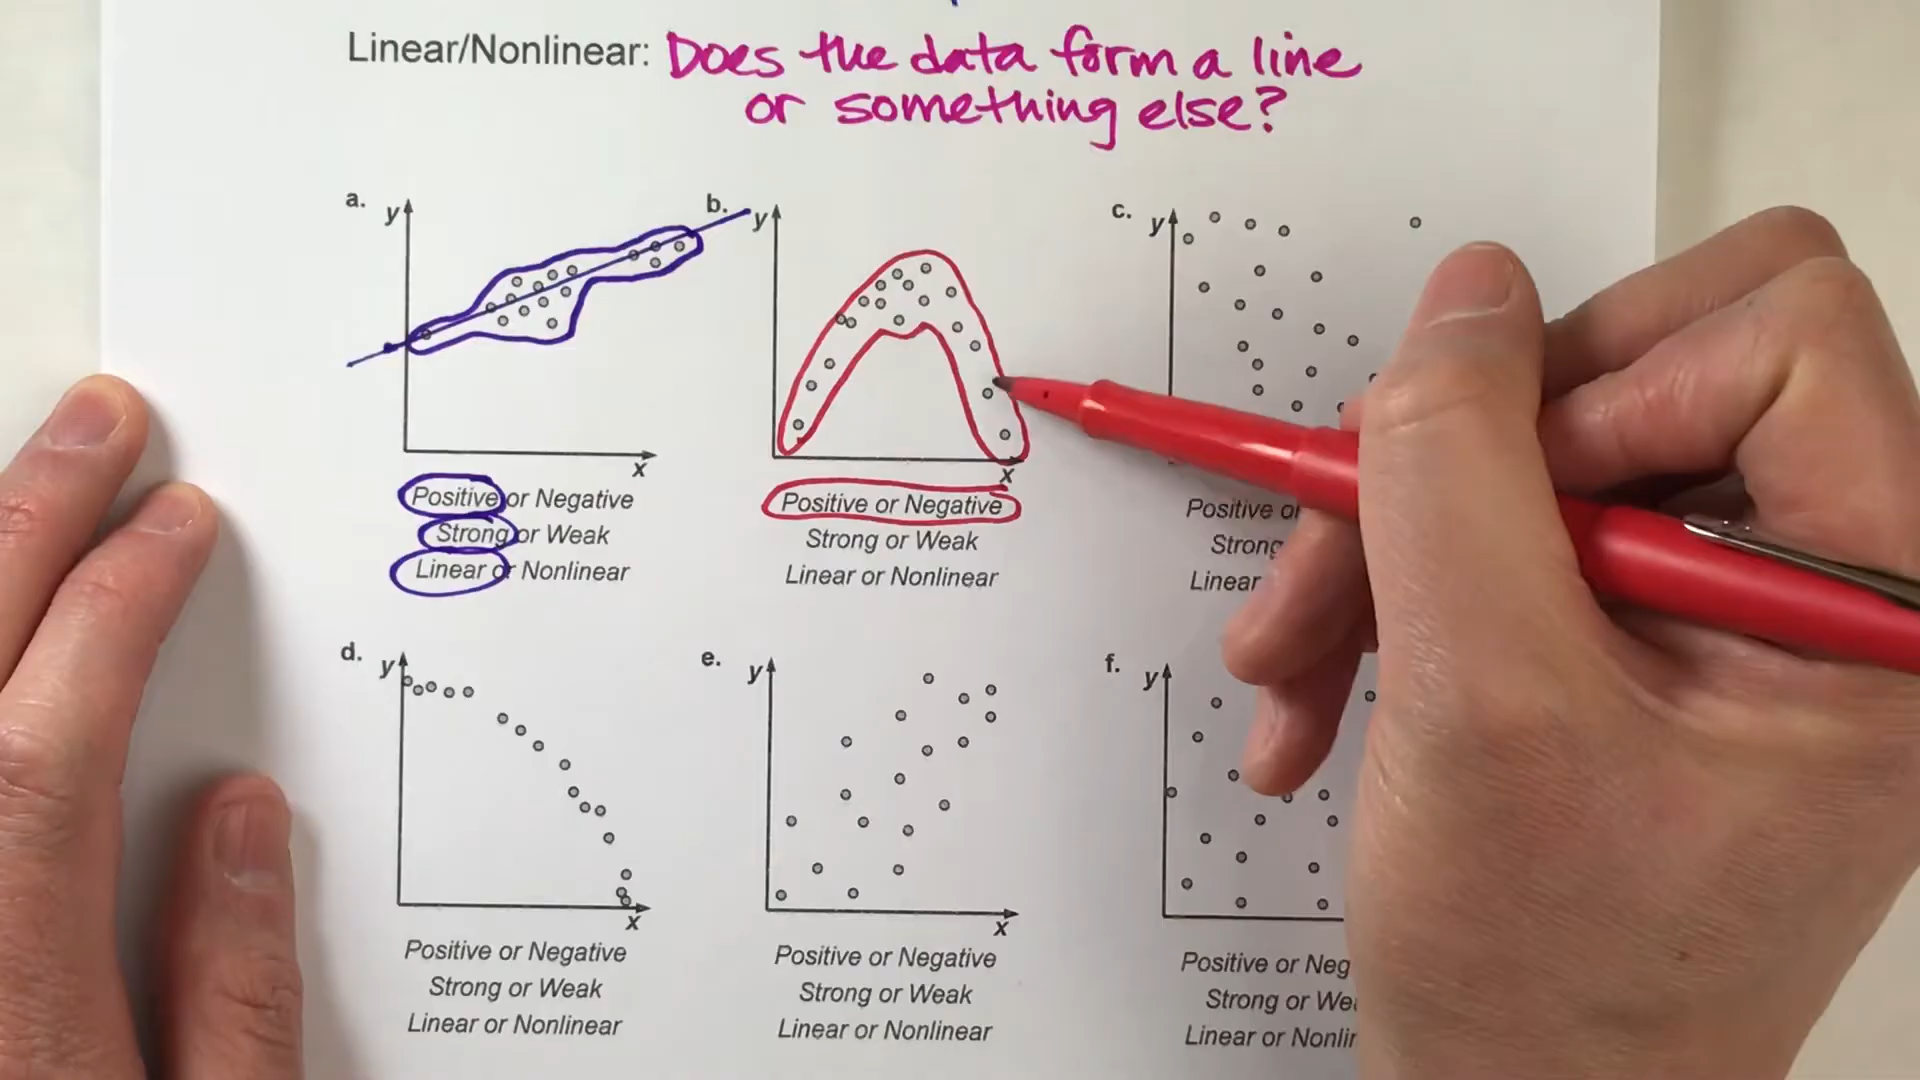 Linear/Nonlinear: Does the data form a line
or something else?
a.
y
x
Positive or Negative
Strong or Weak
Linear or Nonlinear
b.
y
x
Positive or Negative
Strong or Weak
Linear or Nonlinear
c.
y
Positive
Strong
Linear
d.
y
x
Positive or Negative
Strong or Weak
Linear or Nonlinear
e.
y
x
Positive or Negative
Strong or Weak
Linear or Nonlinear
f.
y
Positive or Neg
Strong or We
Linear or Nonlin